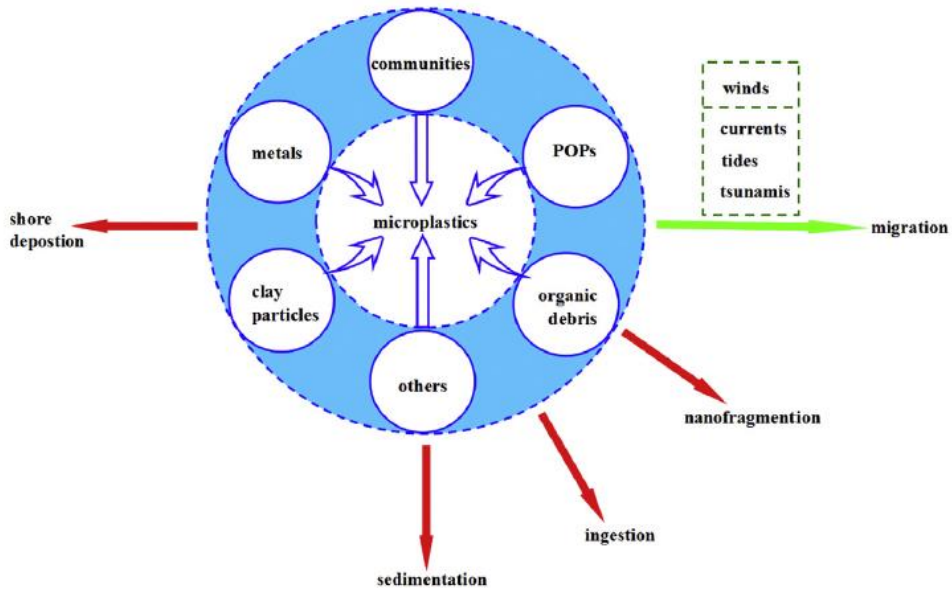 communities
winds
metals
POPs
currents
tides
tsunamis
shore
depostion
microplastics
migration
clay
particles
organic
debris
others
nanofragmention
ingestion
sedimentation